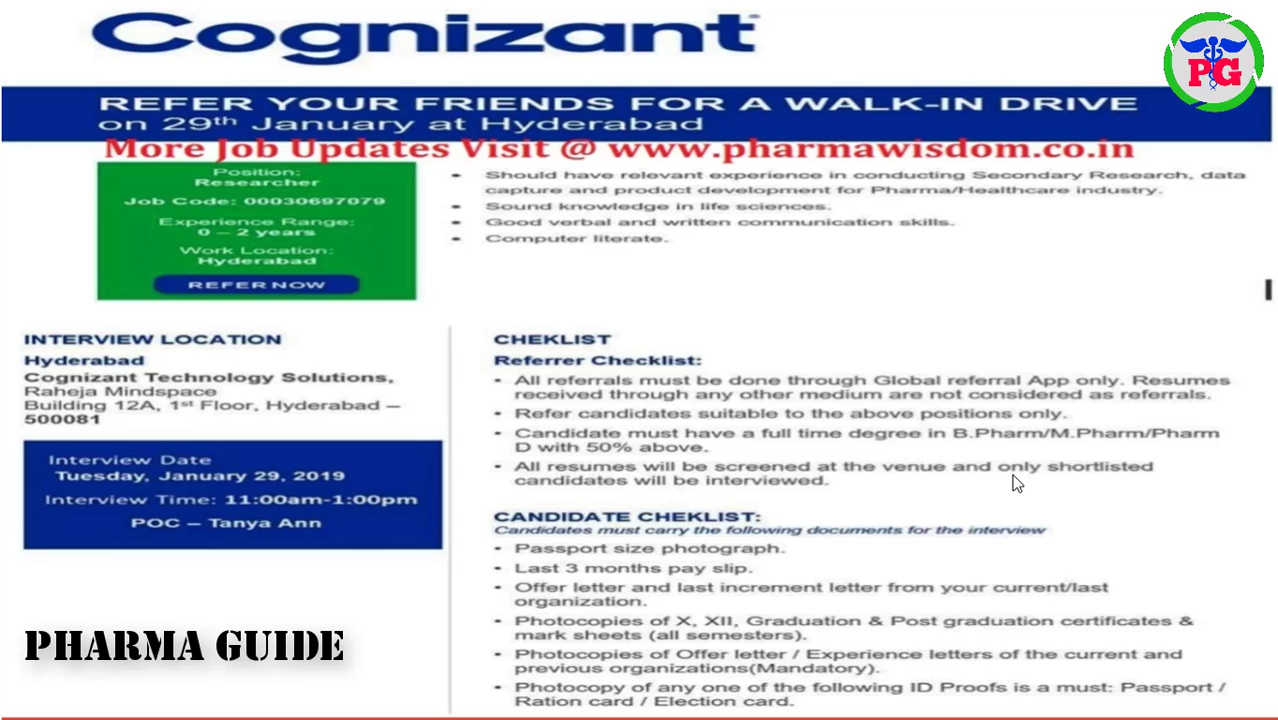 Cognizant
PG
REFER YOUR FRIENDS FOR A WALK-IN DRIVE
on 29th January at Hyderabad
More Job Updates Visit @ www.pharmawisdom.co.in
Position:
Researcher
Job Code: 00030697079
Experience Range:
0 – 2 years
Work Location:
Hyderabad
REFER NOW
• Should have relevant experience in conducting Secondary Research, data
capture and product development for Pharma/Healthcare industry.
• Sound knowledge in life sciences.
• Good verbal and written communication skills.
• Computer literate.
INTERVIEW LOCATION
Hyderabad
Cognizant Technology Solutions,
Raheja Mindspace
Building 12A, 1st Floor, Hyderabad –
500081
Interview Date
Tuesday, January 29, 2019
Interview Time: 11:00am-1:00pm
POC – Tanya Ann
PHARMA GUIDE
CHEKLIST
Referrer Checklist:
• All referrals must be done through Global referral App only. Resumes
received through any other medium are not considered as referrals.
• Refer candidates suitable to the above positions only.
• Candidate must have a full time degree in B.Pharm/M.Pharm/Pharm
D with 50% above.
• All resumes will be screened at the venue and only shortlisted
candidates will be interviewed.
CANDIDATE CHEKLIST:
Candidates must carry the following documents for the interview
• Passport size photograph.
• Last 3 months pay slip.
• Offer letter and last increment letter from your current/last
organization.
• Photocopies of X, XII, Graduation & Post graduation certificates &
mark sheets (all semesters).
• Photocopies of Offer letter / Experience letters of the current and
previous organizations(Mandatory).
• Photocopy of any one of the following ID Proofs is a must: Passport /
Ration card / Election card.